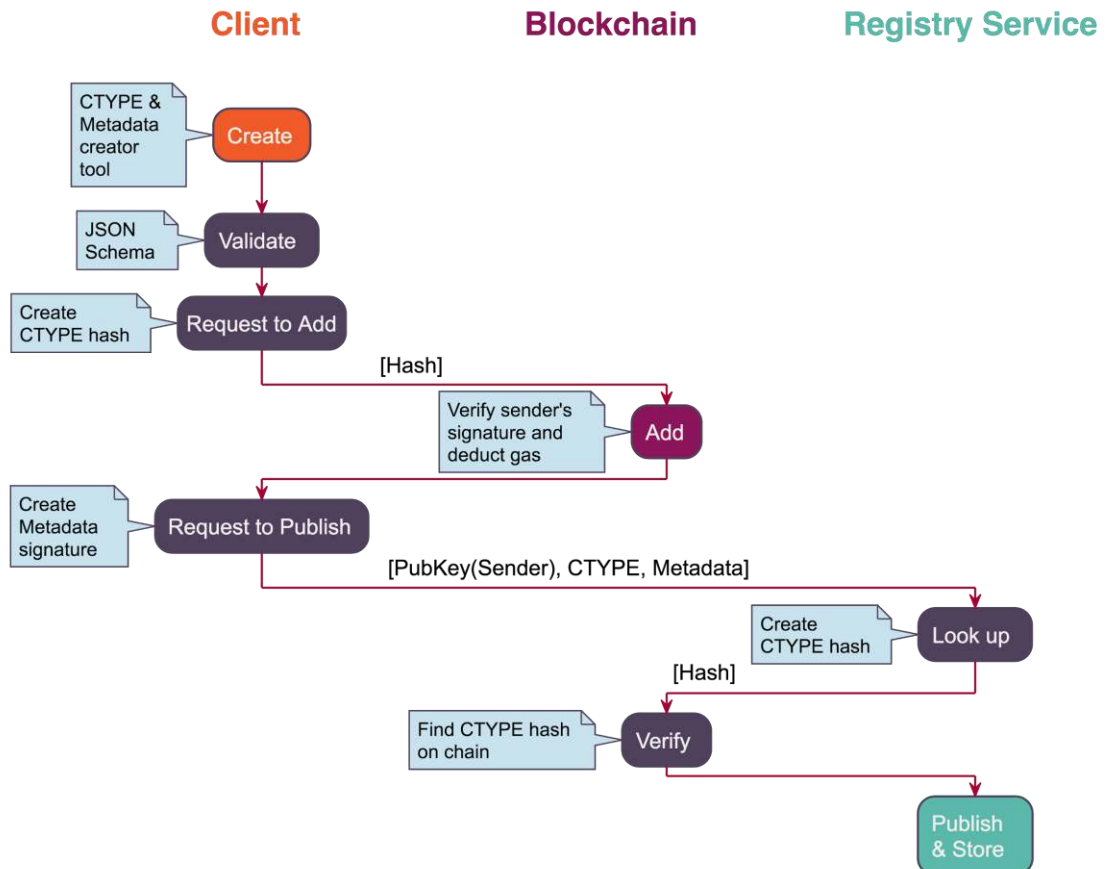 Client
Blockchain
Registry Service
CTYPE &
Metadata
creator
tool
Create
JSON
Schema
Validate
Create
CTYPE hash
Request to Add
[Hash]
Verify sender's
signature and
deduct gas
Add
Create
Metadata
signature
Request to Publish
[PubKey(Sender), CTYPE, Metadata]
Create
CTYPE hash
Look up
[Hash]
Find CTYPE hash
on chain
Verify
Publish
& Store